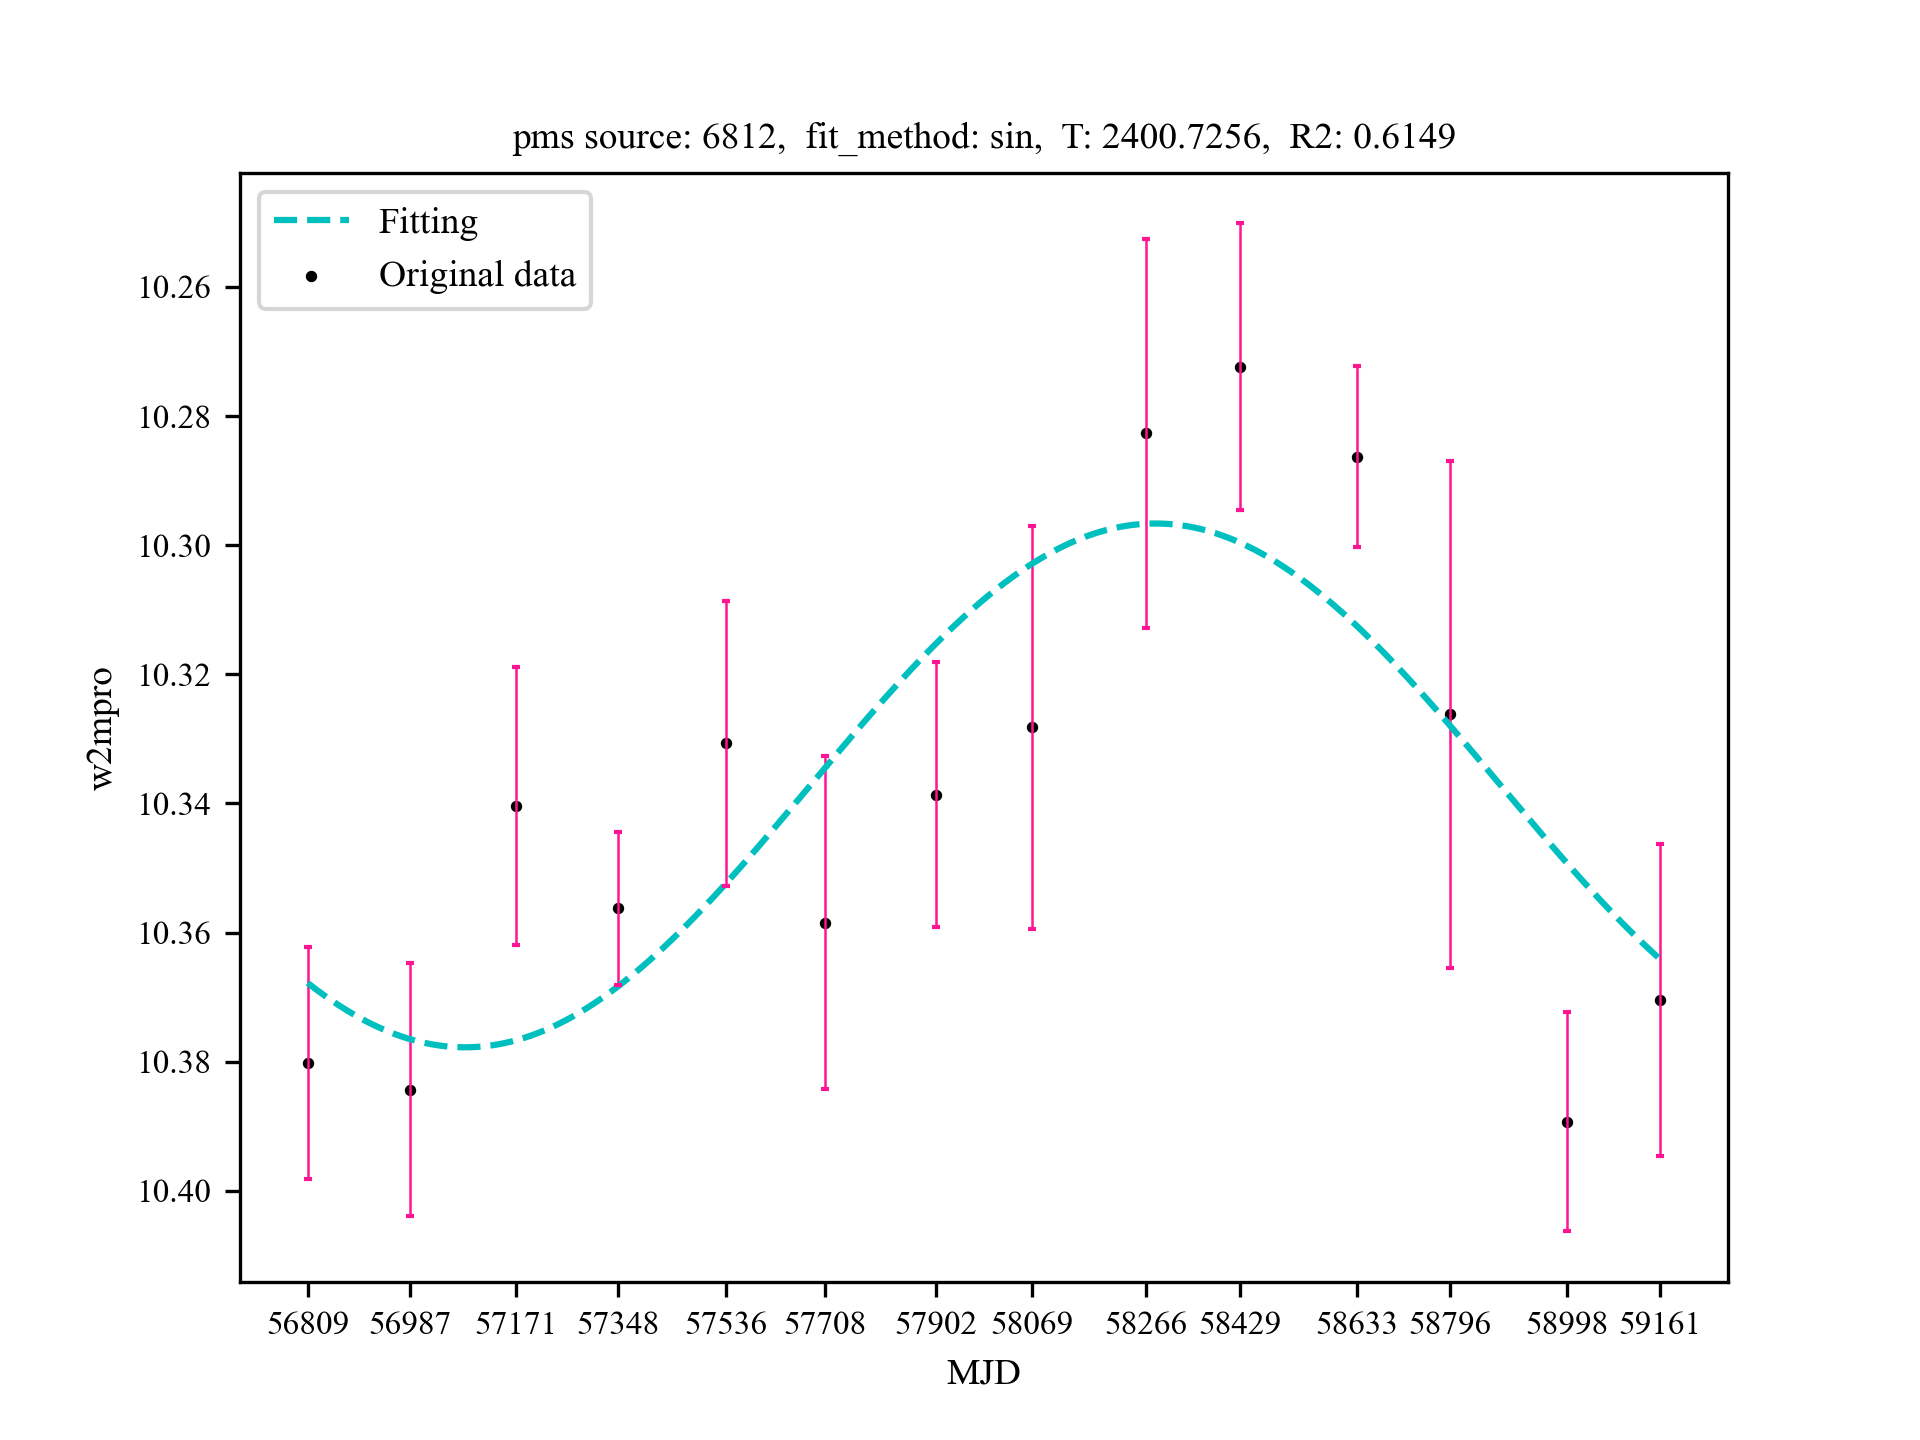 pms source: 6812,  fit_method: sin,  T: 2400.7256,  R2: 0.6149
Fitting
Original data
10.26
10.28
10.30
10.32
10.34
10.36
10.38
10.40
w2mpro
56809 56987 57171 57348 57536 57708 57902 58069 58266 58429 58633 58796 58998 59161
MJD